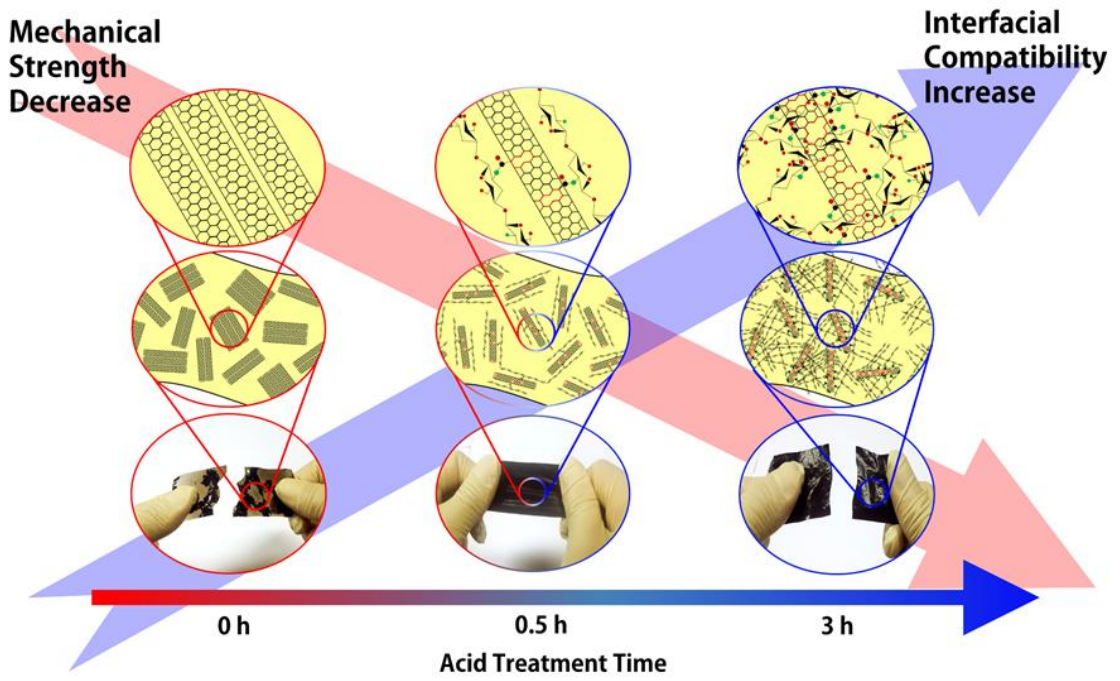 Mechanical
Strength
Decrease
Interfacial
Compatibility
Increase
0 h
0.5 h
3 h
Acid Treatment Time